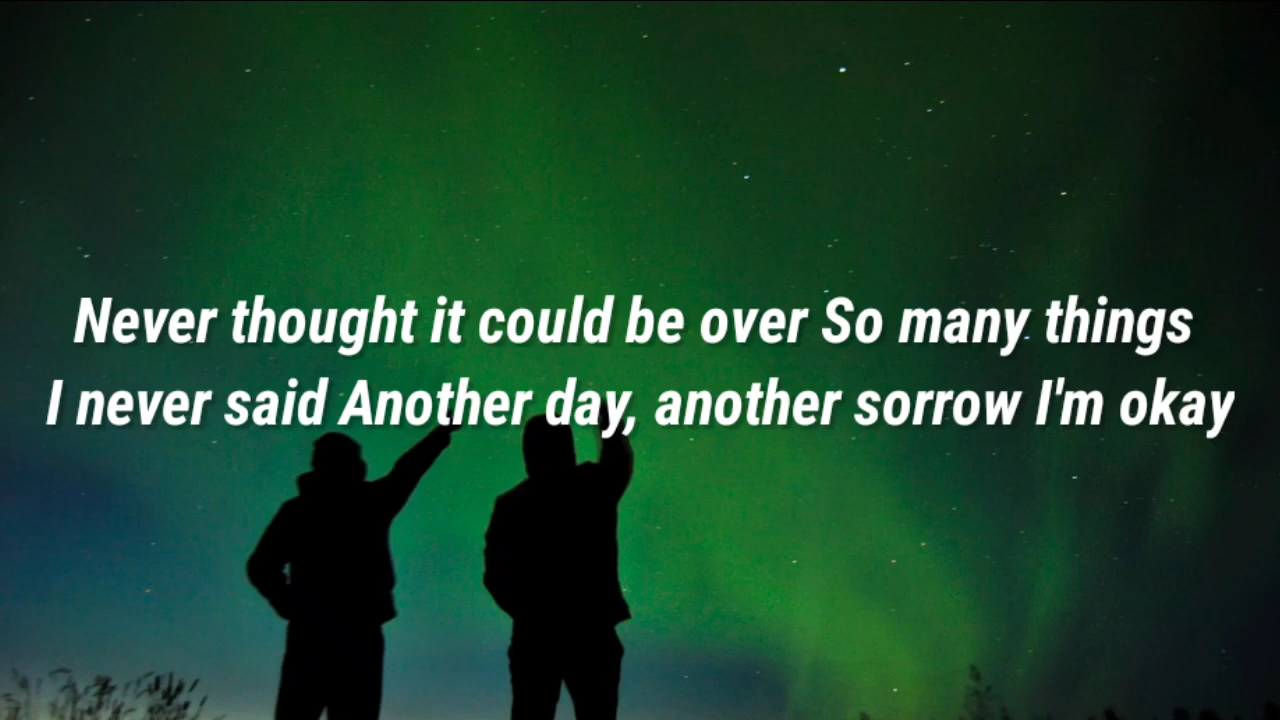 Never thought it could be over So many things
I never said Another day, another sorrow I'm okay